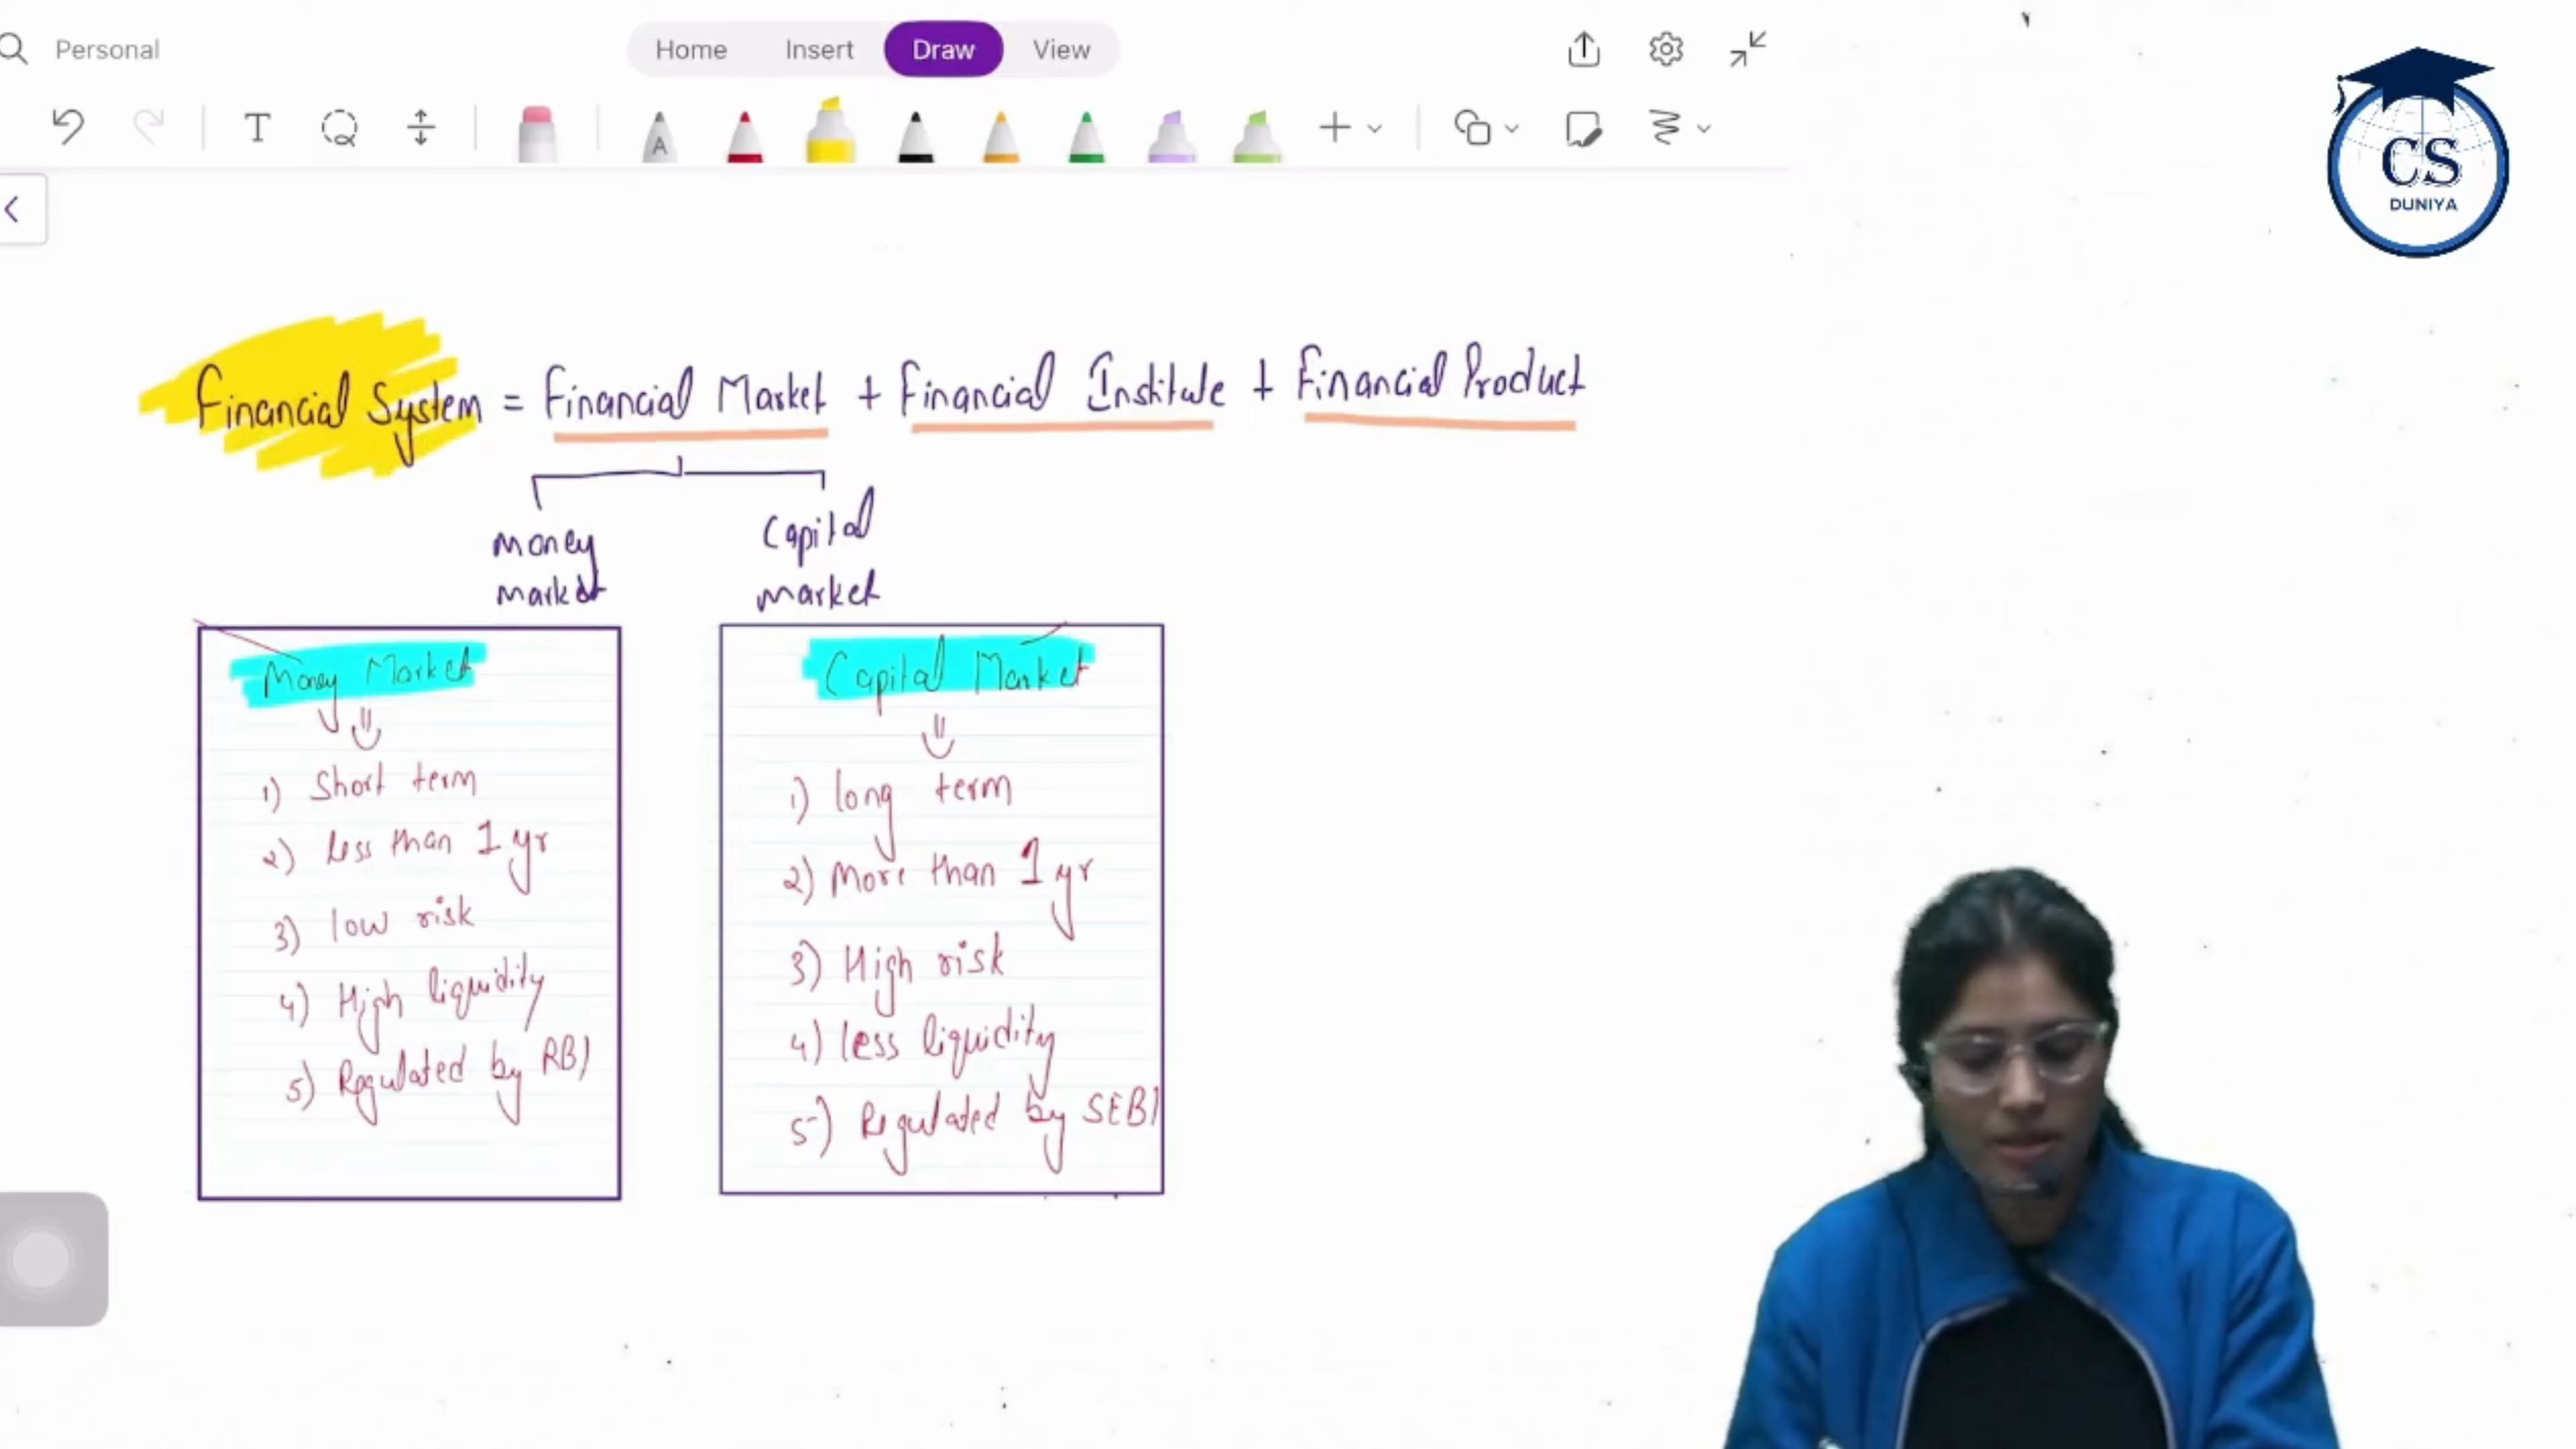 Personal
Home Insert Draw View
T
A
CS
DUNIYA
Financial System = Financial Market + Financial Institute + Financial Product
Money
market
Capital
market
Money Market
1) Short term
2) less than 1 yr
3) low risk
4) High liquidity
5) Regulated by RBI
Capital Market
1) long term
2) More than 1 yr
3) High risk
4) less liquidity
5) Regulated by SEBI